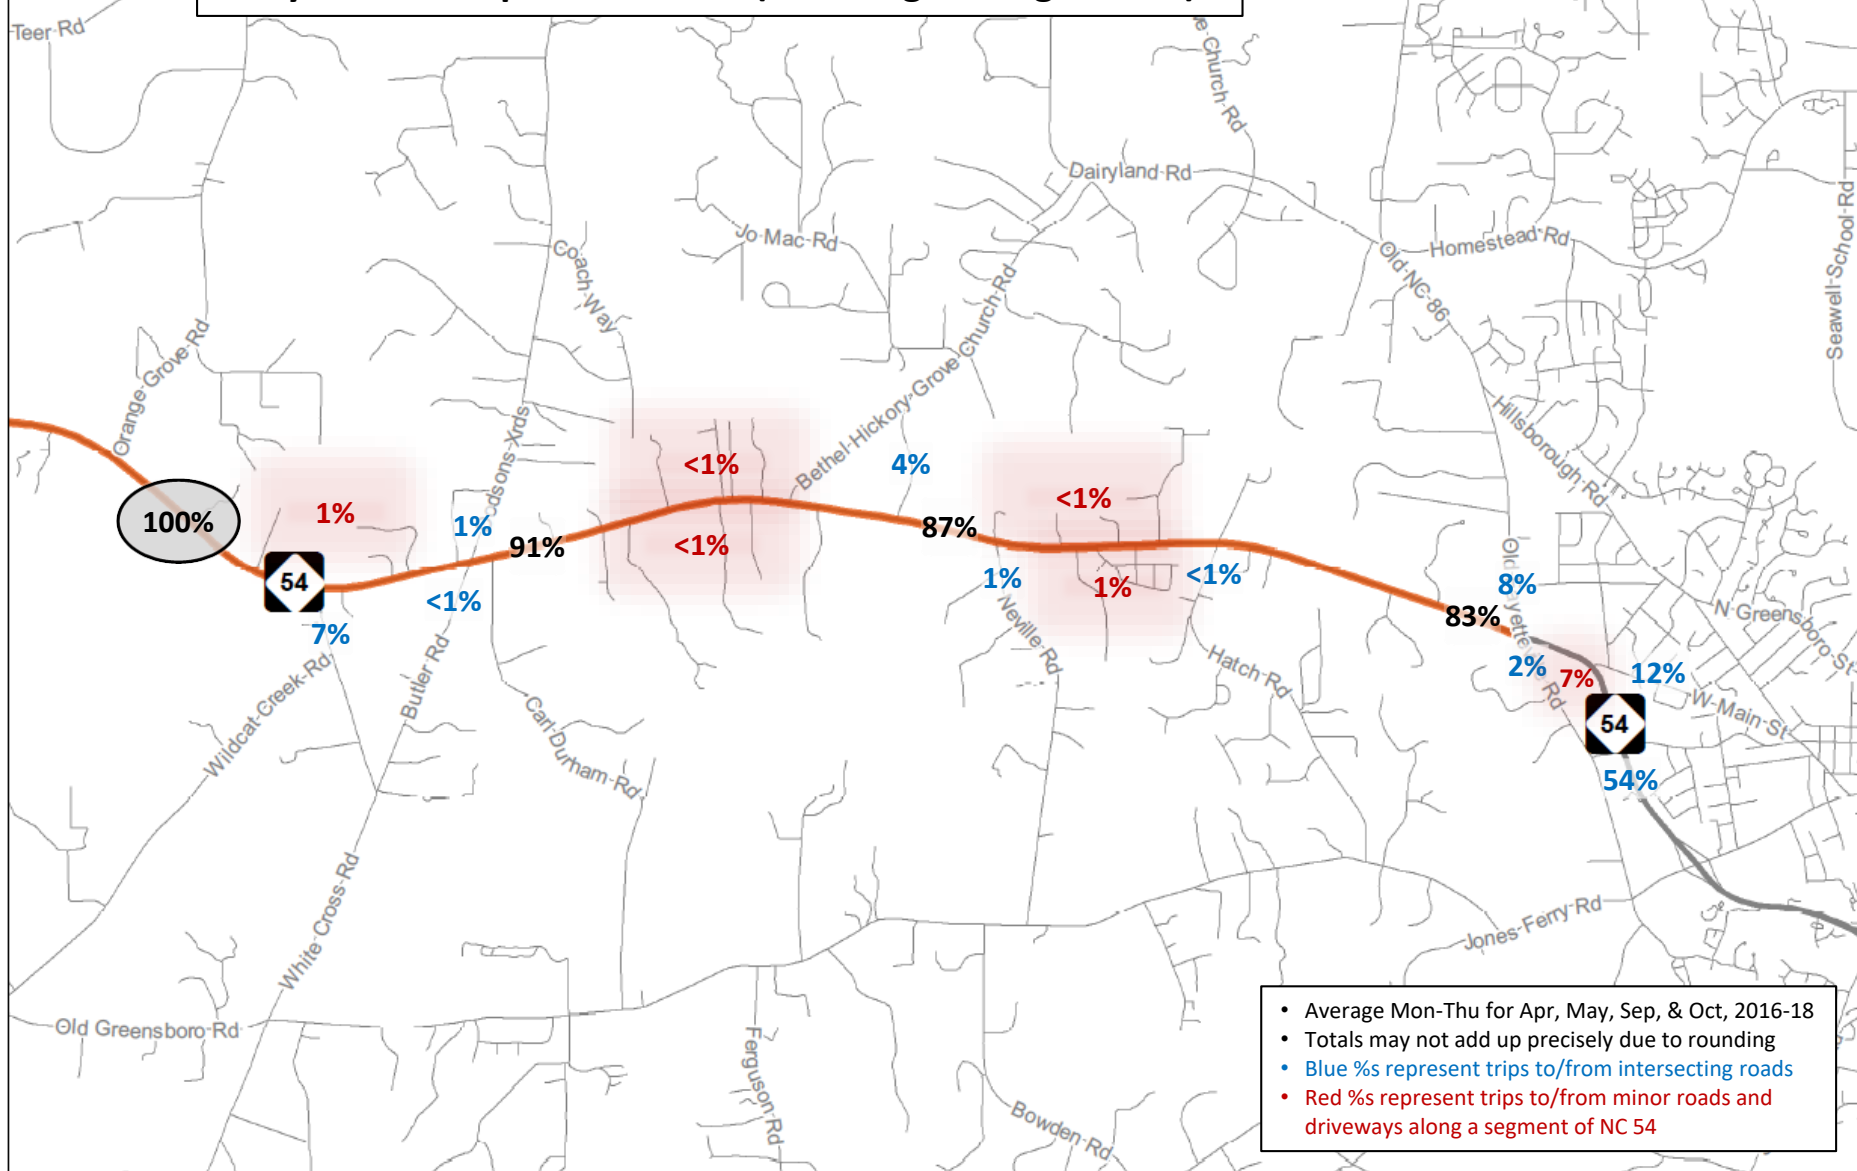 Teer Rd
Church Rd
Dairyland Rd
Jo Mac Rd
Homestead Rd
Coach Way
Old NC 86
Seawell School Rd
Orange Grove Rd
Bethel-Hickory Grove Church Rd
Hillsborough Rd
<1%
4%
<1%
1%
100%
1%
91%
87%
<1%
54
<1%
1%
1%
<1%
8%
83%
N Greensboro St
7%
Neville Rd
Hatch Rd
2%
7%
12%
Wildcat Creek Rd
Butler Rd
Carl Durham Rd
W Main St
54
54%
White Cross Rd
Jones Ferry Rd
Old Greensboro Rd
Ferguson Rd
Bowden Rd
• Average Mon-Thu for Apr, May, Sep, & Oct, 2016-18
• Totals may not add up precisely due to rounding
• Blue %s represent trips to/from intersecting roads
• Red %s represent trips to/from minor roads and
driveways along a segment of NC 54